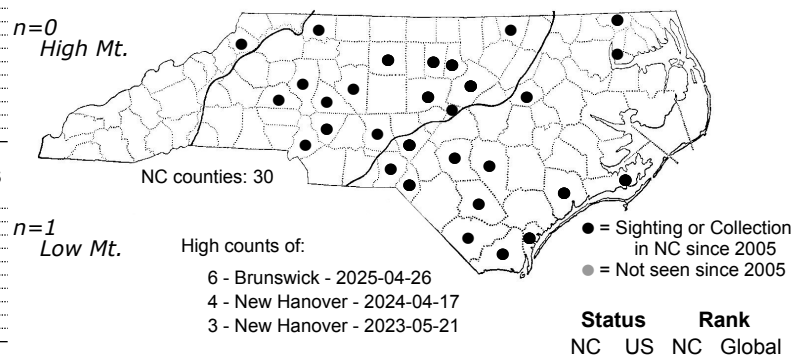 n=0
High Mt.
NC counties: 30
n=1
Low Mt.
High counts of:
6 - Brunswick - 2025-04-26
4 - New Hanover - 2024-04-17
3 - New Hanover - 2023-05-21
● = Sighting or Collection
in NC since 2005
● = Not seen since 2005
Status Rank
NC US NC Global